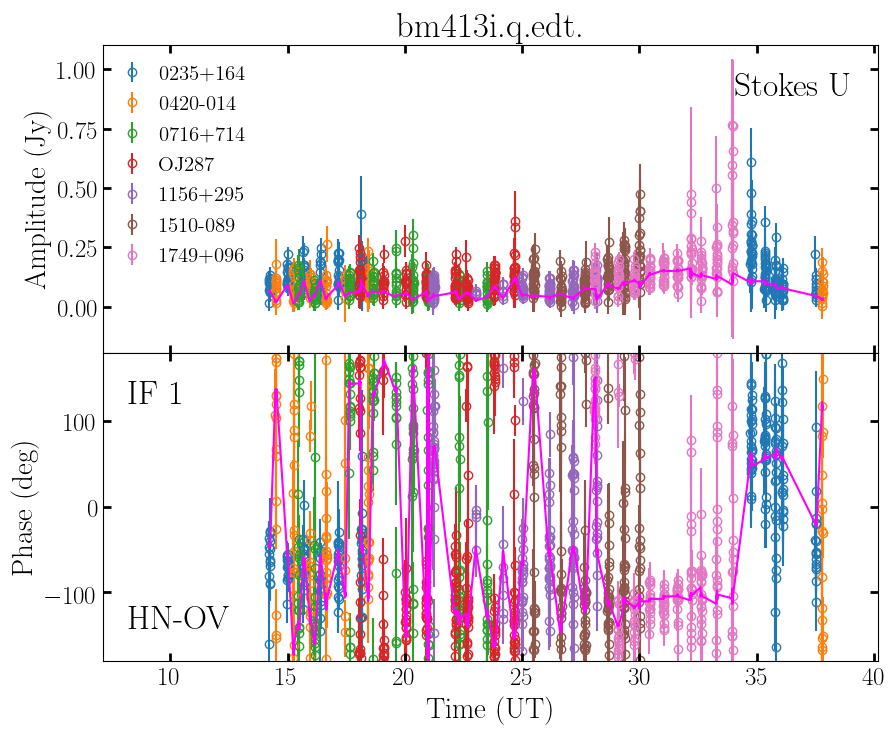 bm413i.q.edt.
Stokes U
0235+164
0420-014
0716+714
OJ287
1156+295
1510-089
1749+096
Amplitude (Jy)
1.00
0.75
0.50
0.25
0.00
IF 1
HN-OV
Phase (deg)
100
0
−100
10
15
20
25
30
35
40
Time (UT)